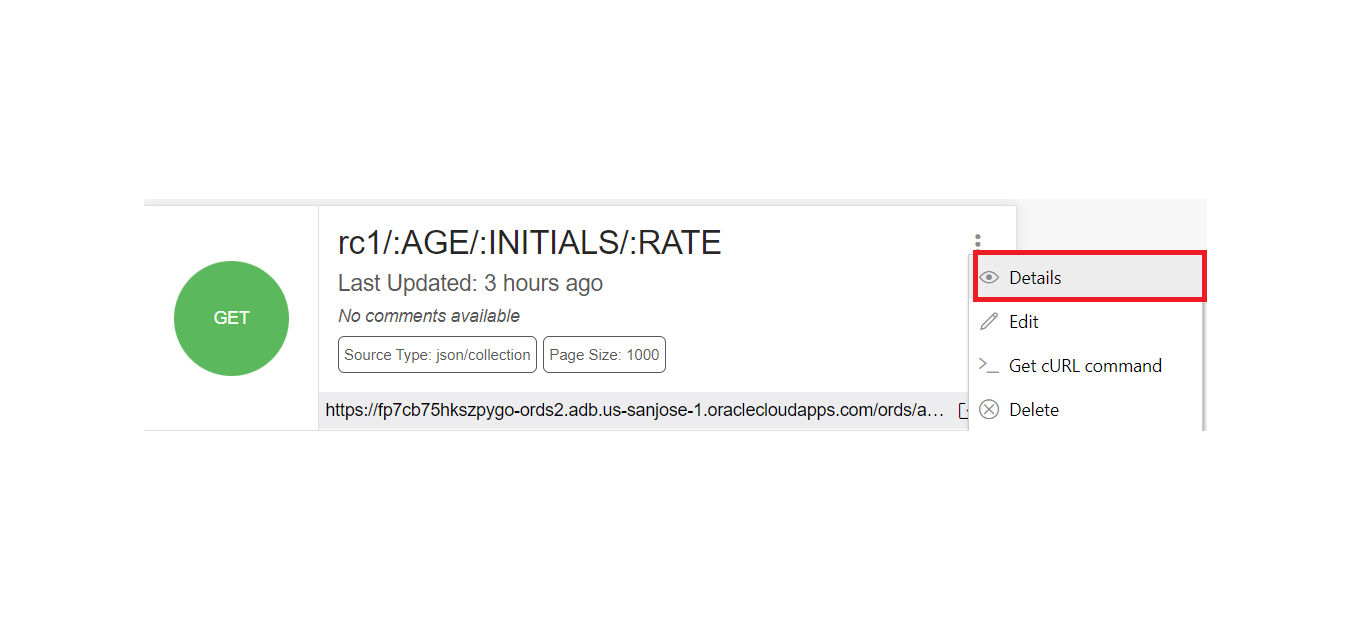 GET
rc1/:AGE/:INITIALS/:RATE
Last Updated: 3 hours ago
No comments available
Source Type: json/collection
Page Size: 1000
https://fp7cb75hkszpygo-ords2.adb.us-sanjose-1.oraclecloudapps.com/ords/a…
Details
Edit
Get cURL command
Delete